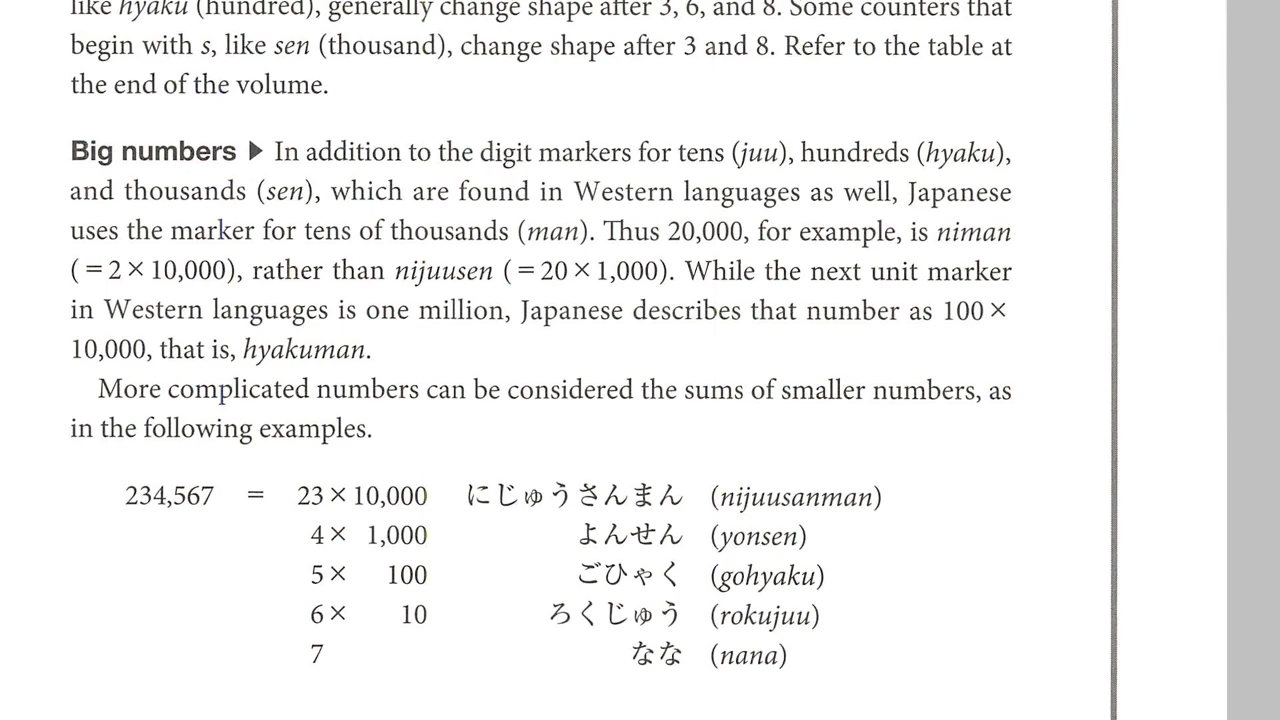 like hyaku (hundred), generally change shape after 3, 6, and 8. Some counters that
begin with s, like sen (thousand), change shape after 3 and 8. Refer to the table at
the end of the volume.
Big numbers ▶ In addition to the digit markers for tens (juu), hundreds (hyaku),
and thousands (sen), which are found in Western languages as well, Japanese
uses the marker for tens of thousands (man). Thus 20,000, for example, is niman
(=2×10,000), rather than nijuusen (=20×1,000). While the next unit marker
in Western languages is one million, Japanese describes that number as 100×
10,000, that is, hyakuman.
More complicated numbers can be considered the sums of smaller numbers, as
in the following examples.
234,567 = 23×10,000 にじゅうさんまん (nijuusanman)
4× 1,000 よんせん (yonsen)
5× 100 ごひゃく (gohyaku)
6× 10 ろくじゅう (rokujuu)
7 なな (nana)